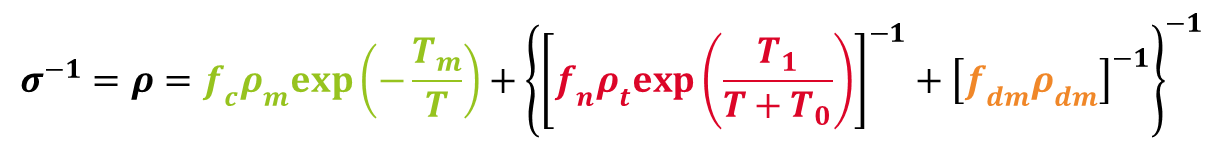 σ⁻¹ = ρ = f_c ρ_m exp(−T_m/T) + {[f_n ρ_t exp(T_1/(T + T_0))]⁻¹ + [f_dm ρ_dm]⁻¹}⁻¹